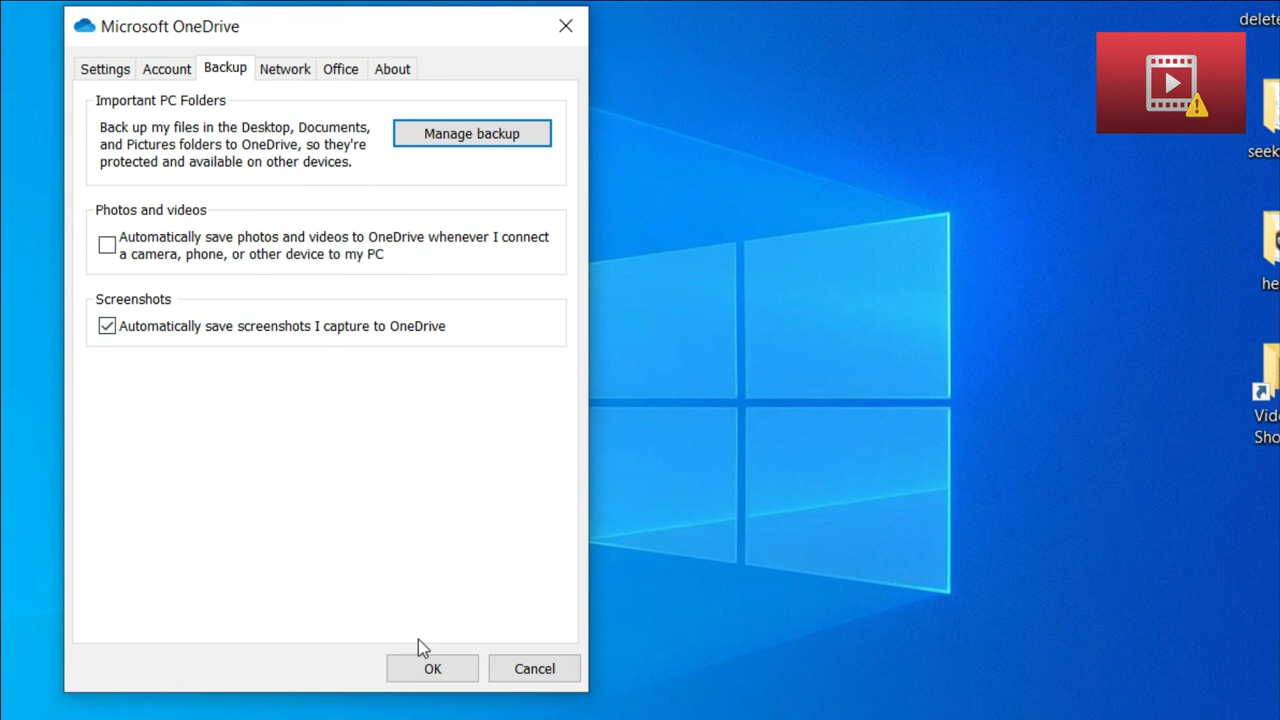 Microsoft OneDrive
Settings
Account
Backup
Network
Office
About
Important PC Folders
Back up my files in the Desktop, Documents,
and Pictures folders to OneDrive, so they're
protected and available on other devices.
Manage backup
Photos and videos
Automatically save photos and videos to OneDrive whenever I connect
a camera, phone, or other device to my PC
Screenshots
Automatically save screenshots I capture to OneDrive
OK
Cancel
delete
seek
he
Vid
Sho